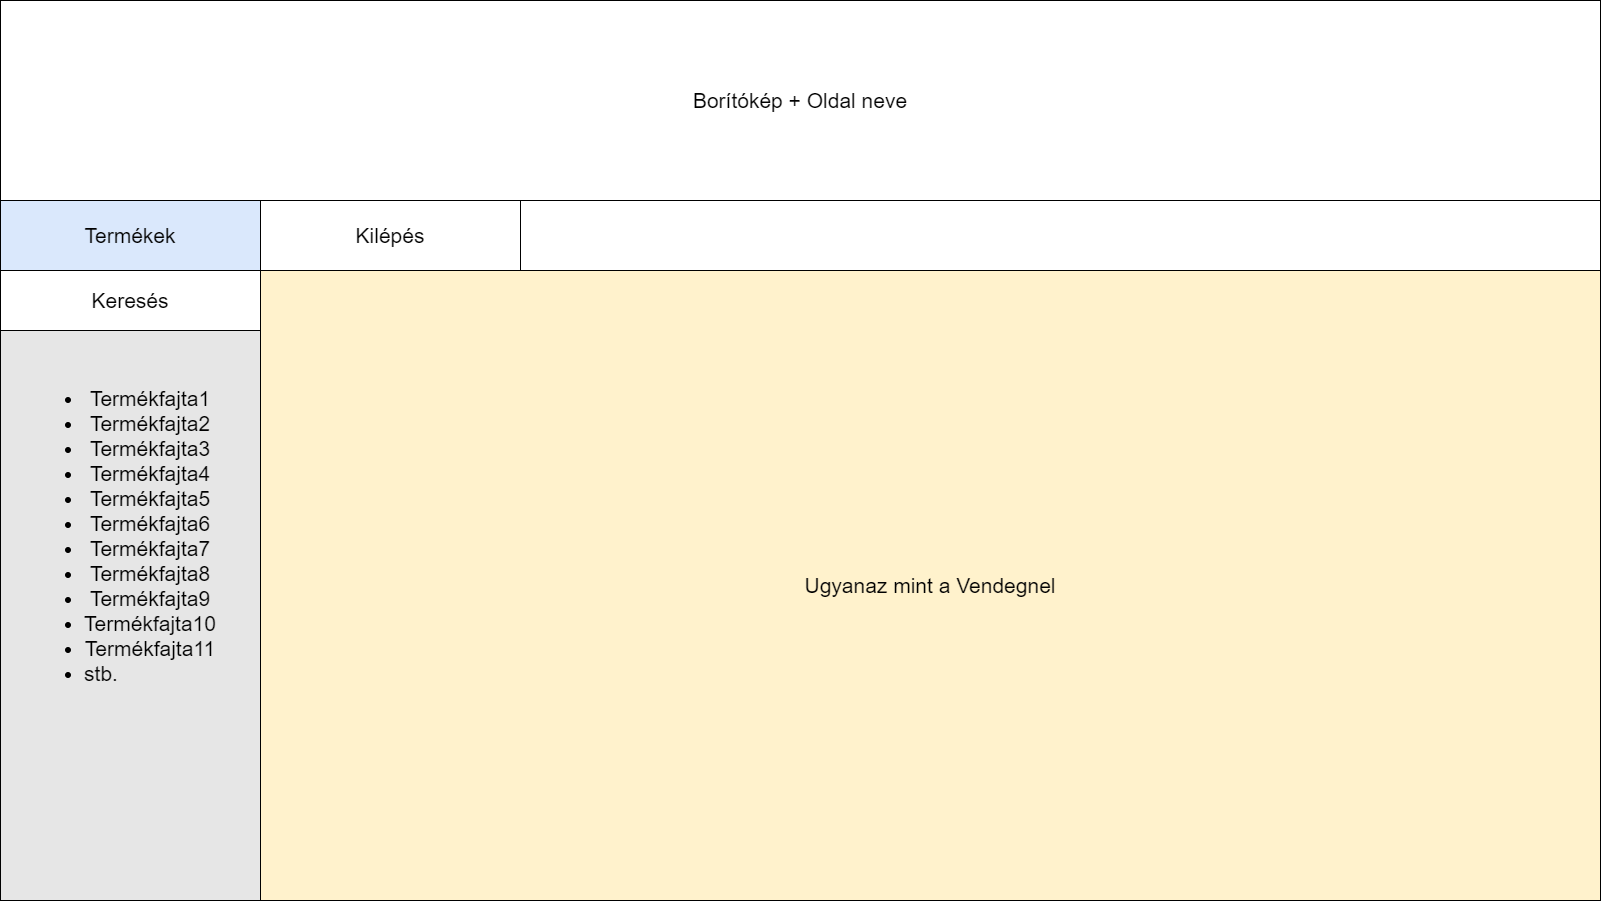 Borítókép + Oldal neve
Termékek
Kilépés
Keresés
Termékfajta1
Termékfajta2
Termékfajta3
Termékfajta4
Termékfajta5
Termékfajta6
Termékfajta7
Termékfajta8
Termékfajta9
Termékfajta10
Termékfajta11
stb.
Ugyanaz mint a Vendegnel